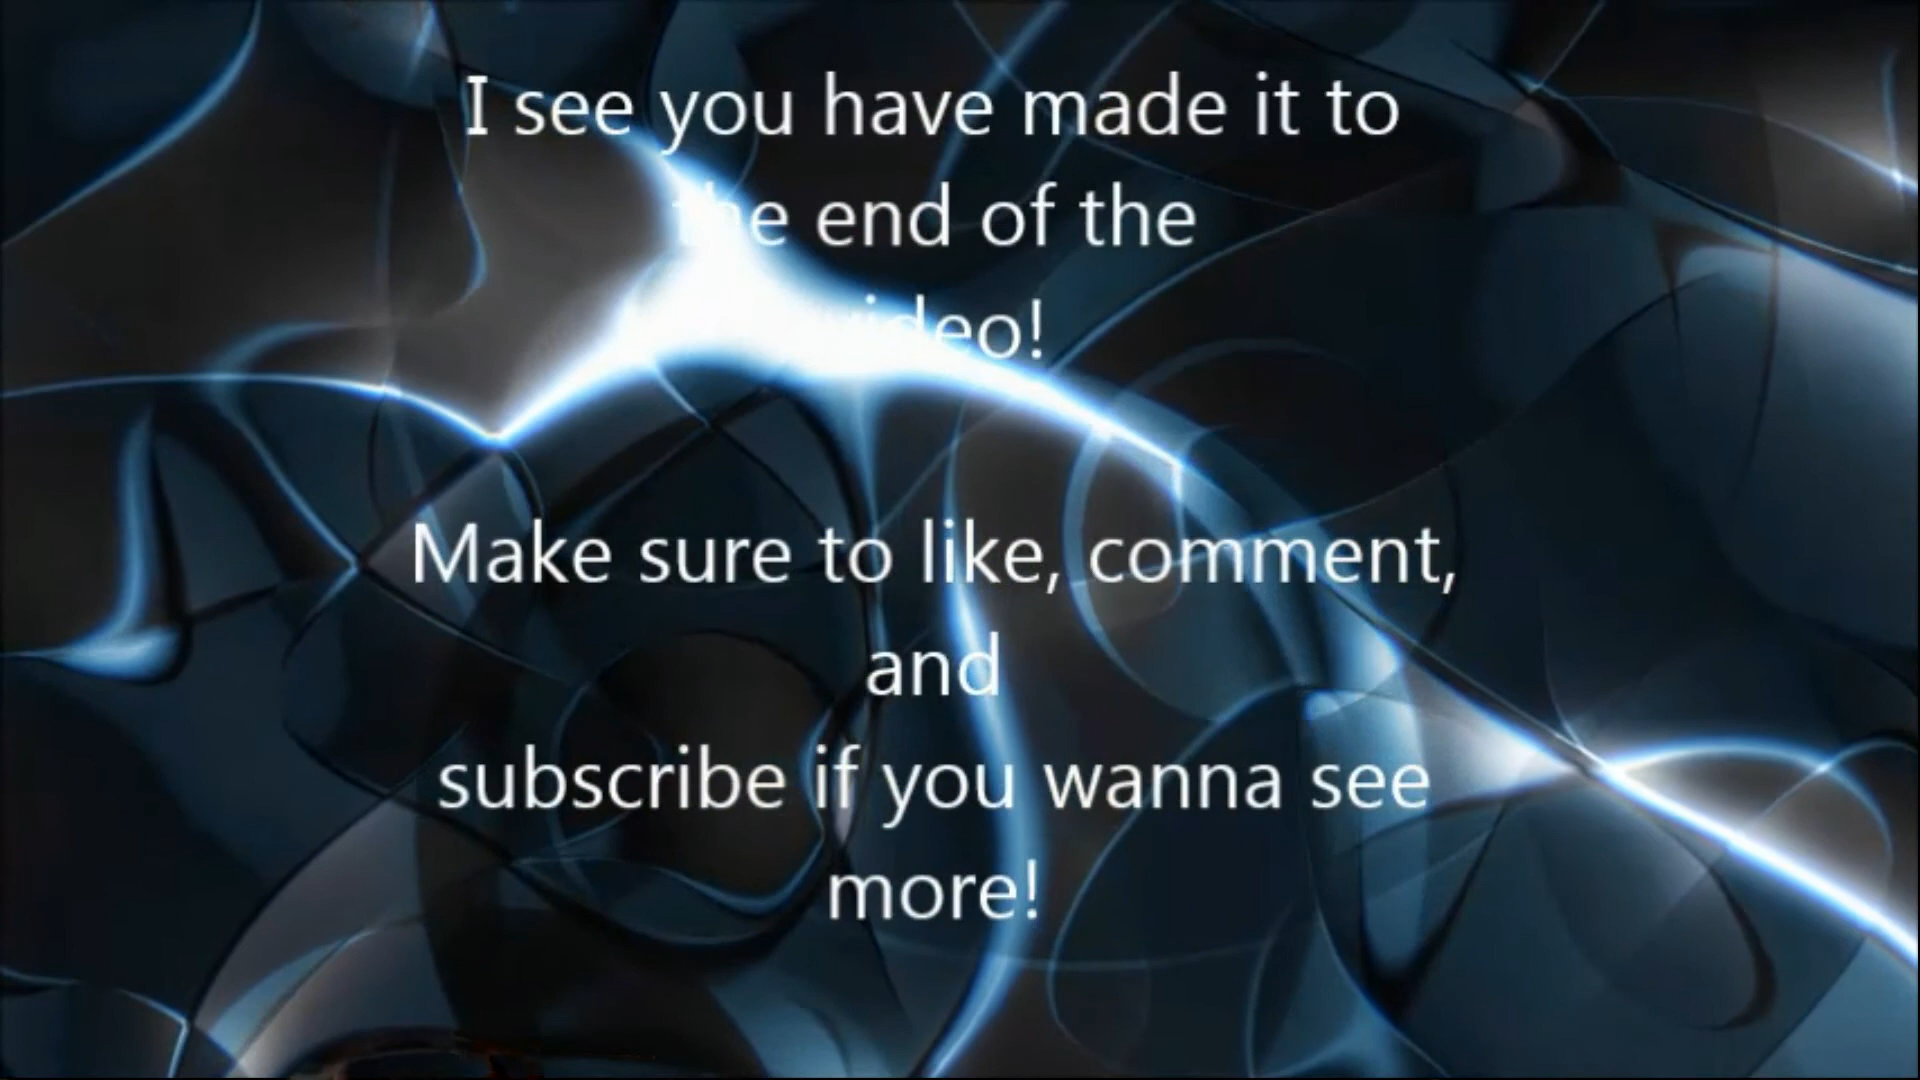 I see you have made it to
the end of the
video!
Make sure to like, comment,
and
subscribe if you wanna see
more!